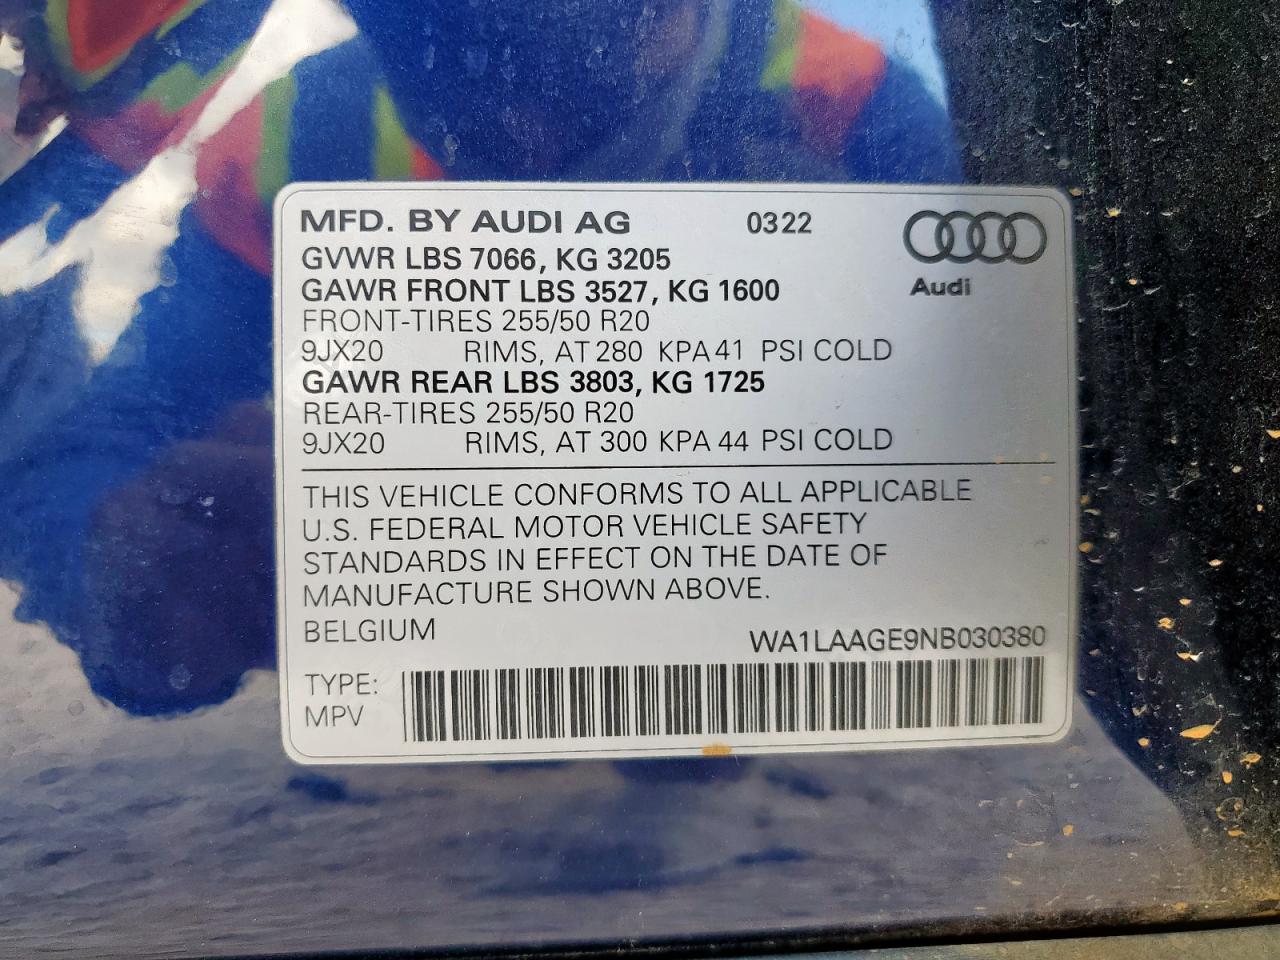 MFD. BY AUDI AG 0322
Audi
GVWR LBS 7066, KG 3205
GAWR FRONT LBS 3527, KG 1600
FRONT-TIRES 255/50 R20
9JX20 RIMS, AT 280 KPA 41 PSI COLD
GAWR REAR LBS 3803, KG 1725
REAR-TIRES 255/50 R20
9JX20 RIMS, AT 300 KPA 44 PSI COLD
THIS VEHICLE CONFORMS TO ALL APPLICABLE
U.S. FEDERAL MOTOR VEHICLE SAFETY
STANDARDS IN EFFECT ON THE DATE OF
MANUFACTURE SHOWN ABOVE.
BELGIUM WA1LAAGE9NB030380
TYPE:
MPV